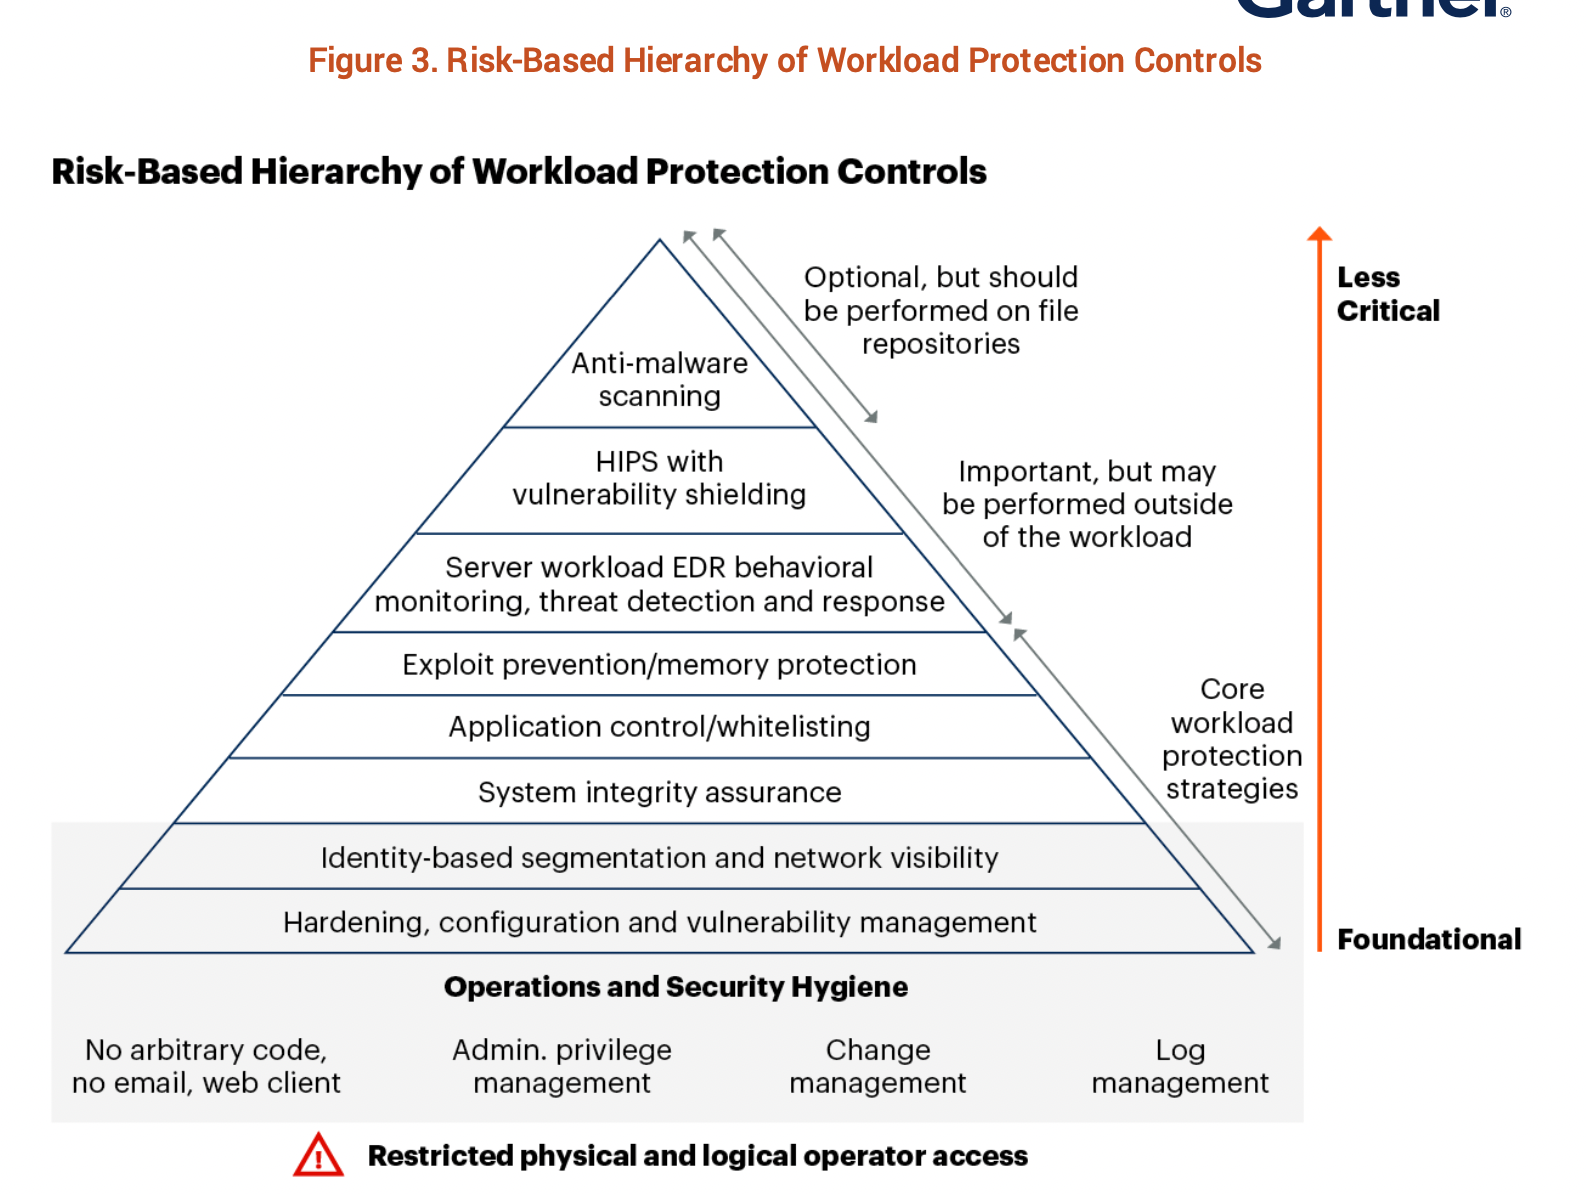 Gartner®
Figure 3. Risk-Based Hierarchy of Workload Protection Controls
Risk-Based Hierarchy of Workload Protection Controls
Optional, but should
be performed on file
repositories
Less
Critical
Anti-malware
scanning
HIPS with
vulnerability shielding
Important, but may
be performed outside
of the workload
Server workload EDR behavioral
monitoring, threat detection and response
Exploit prevention/memory protection
Core
workload
protection
strategies
Application control/whitelisting
System integrity assurance
Identity-based segmentation and network visibility
Hardening, configuration and vulnerability management
Foundational
Operations and Security Hygiene
No arbitrary code,
no email, web client
Admin. privilege
management
Change
management
Log
management
Restricted physical and logical operator access